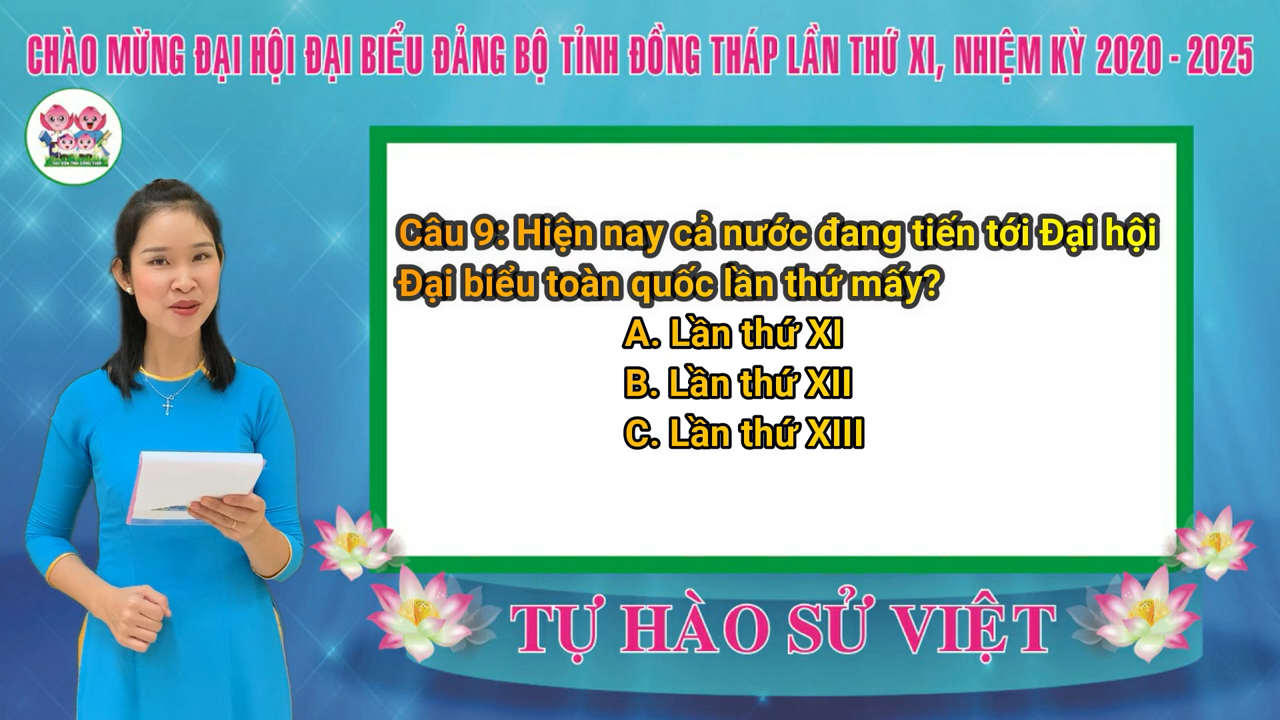 CHÀO MỪNG ĐẠI HỘI ĐẠI BIỂU ĐẢNG BỘ TỈNH ĐỒNG THÁP LẦN THỨ XI, NHIỆM KỲ 2020 - 2025
Câu 9: Hiện nay cả nước đang tiến tới Đại hội
Đại biểu toàn quốc lần thứ mấy?
A. Lần thứ XI
B. Lần thứ XII
C. Lần thứ XIII
TỰ HÀO SỬ VIỆT